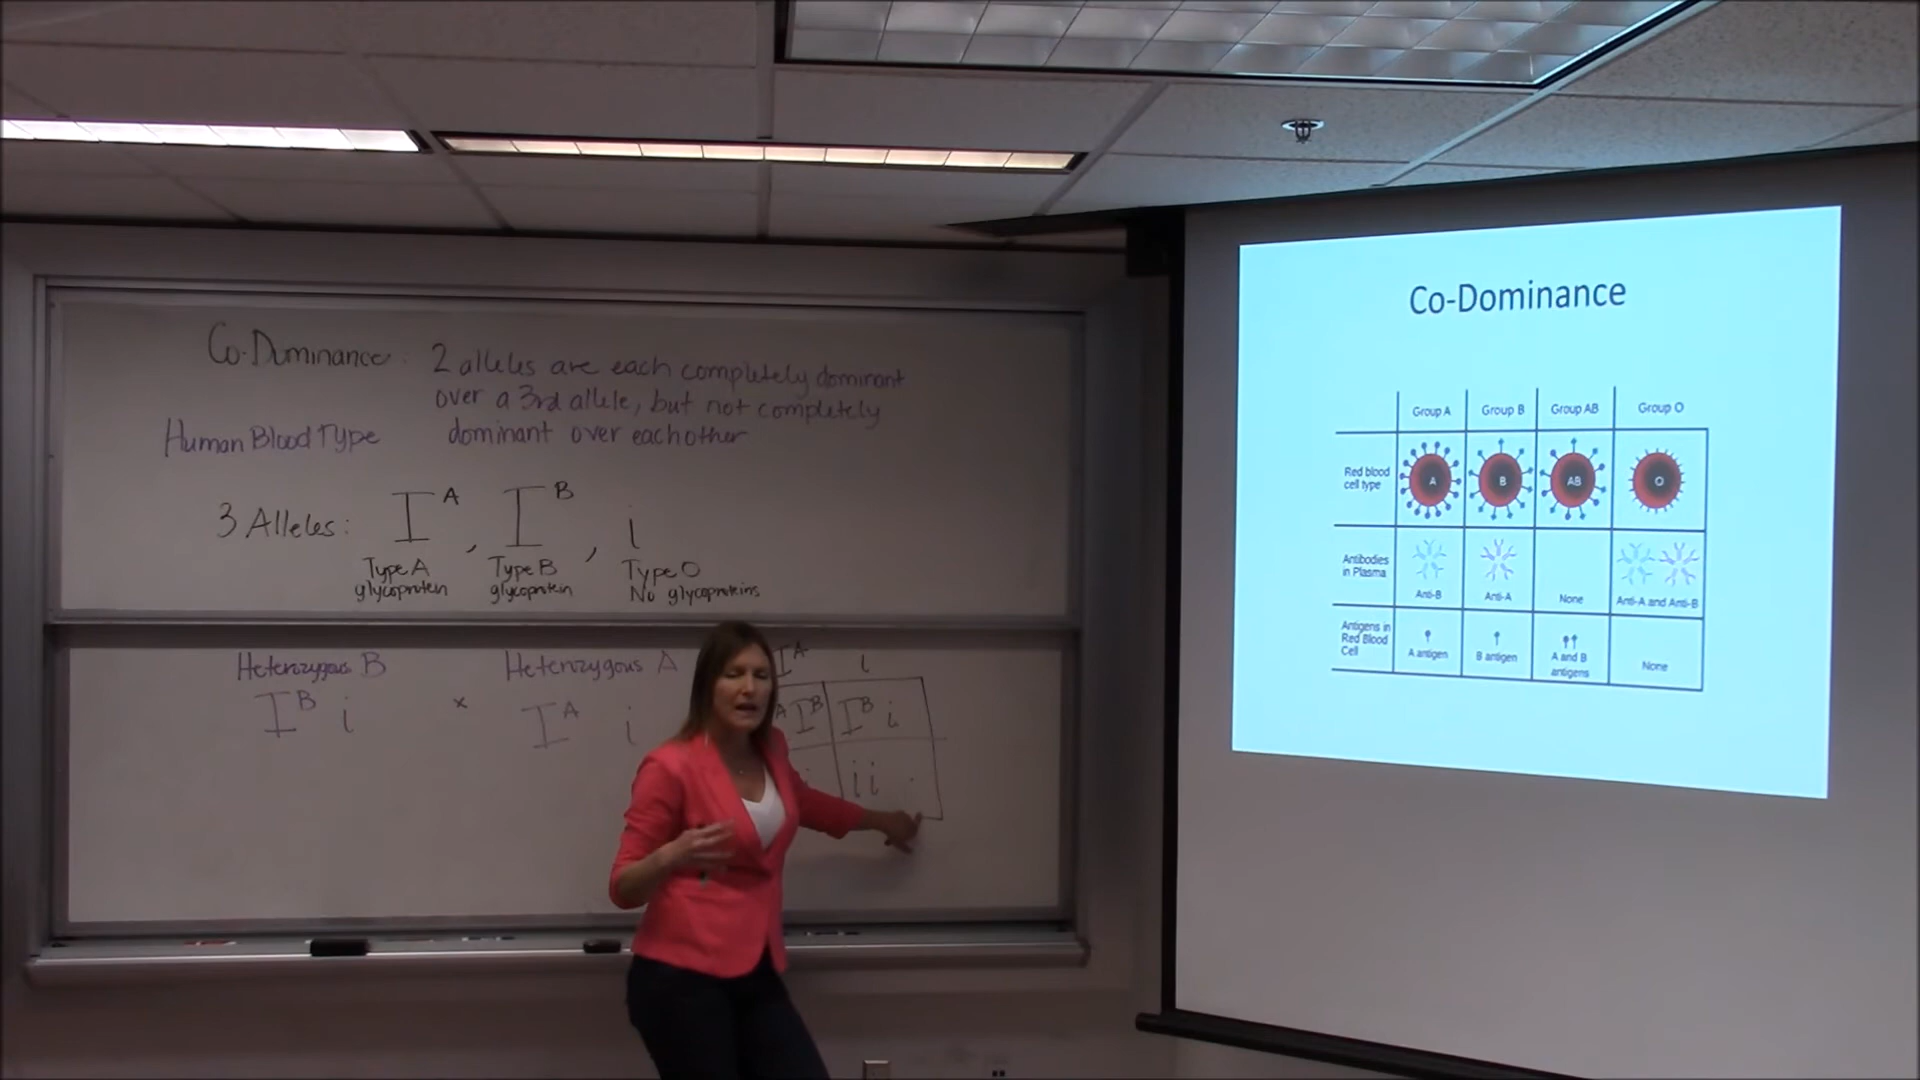 Co-Dominance: 2 alleles are each completely dominant
over a 3rd allele, but not completely
dominant over eachother
Human Blood Type
3 Alleles: I^A, I^B, i
Type A Type B Type O
glycoprotein glycoprotein No glycoproteins
Heterozygous B x Heterozygous A
I^B i I^A i
I^A i
A I^B I^B i
i i i
Co-Dominance
Group A Group B Group AB Group O
Red blood
cell type
A B AB O
Antibodies
in Plasma
Anti-B Anti-A None Anti-A and Anti-B
Antigens in
Red Blood
Cell
A antigen B antigen A and B
antigens
None